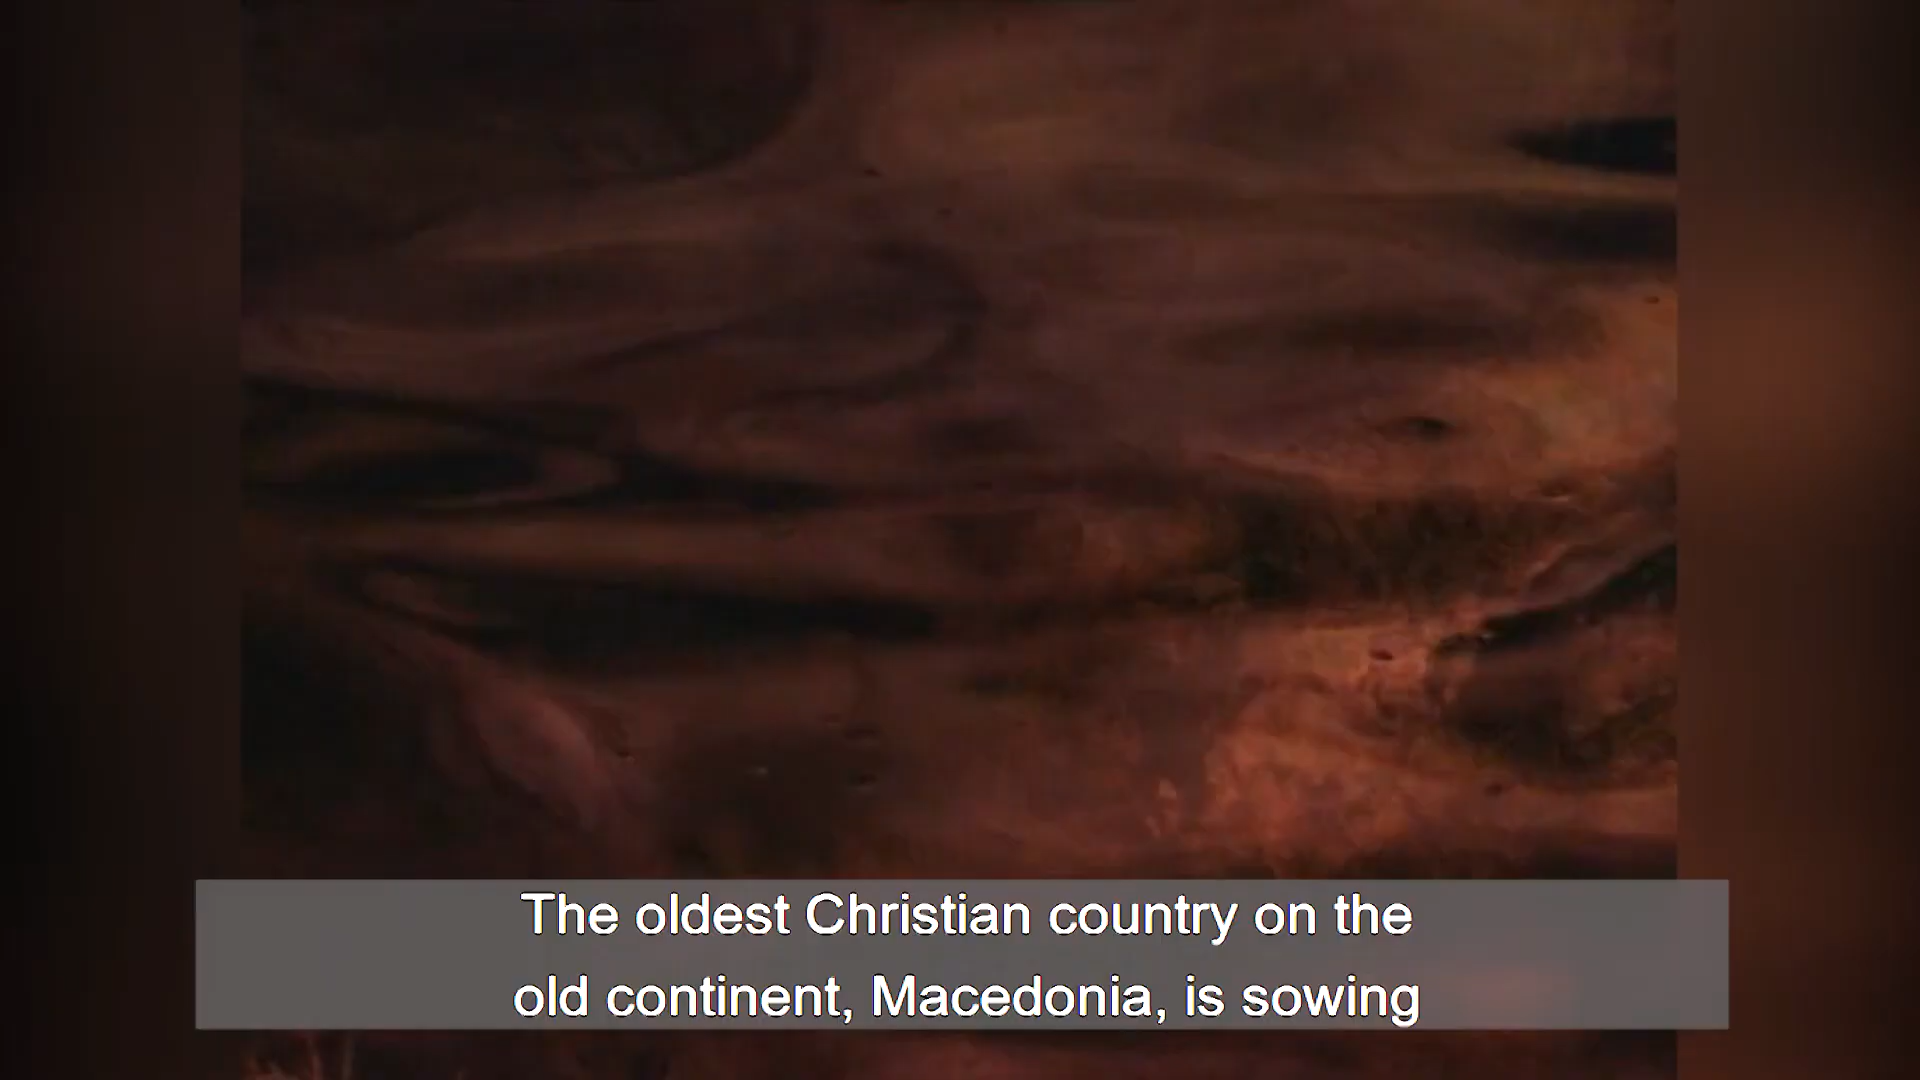 The oldest Christian country on the
old continent, Macedonia, is sowing